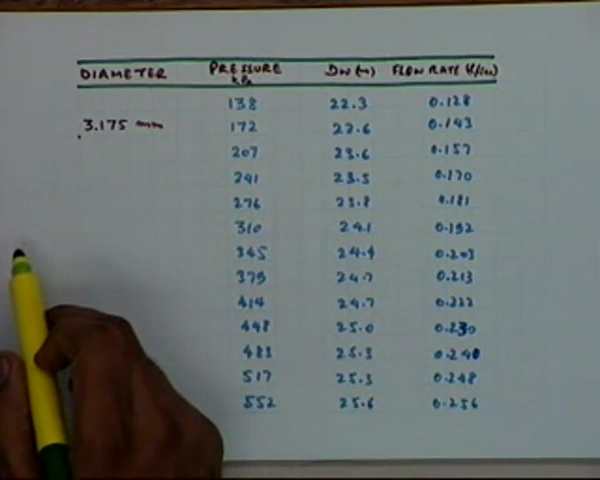 DIAMETER PRESSURE DW (m) FLOW RATE
kPa
138 22.3 0.128
3.175 mm 172 22.6 0.143
207 23.6 0.157
241 23.5 0.170
276 23.8 0.181
310 24.1 0.192
345 24.4 0.203
379 24.7 0.213
414 24.7 0.222
448 25.0 0.230
483 25.3 0.240
517 25.3 0.248
552 25.6 0.256